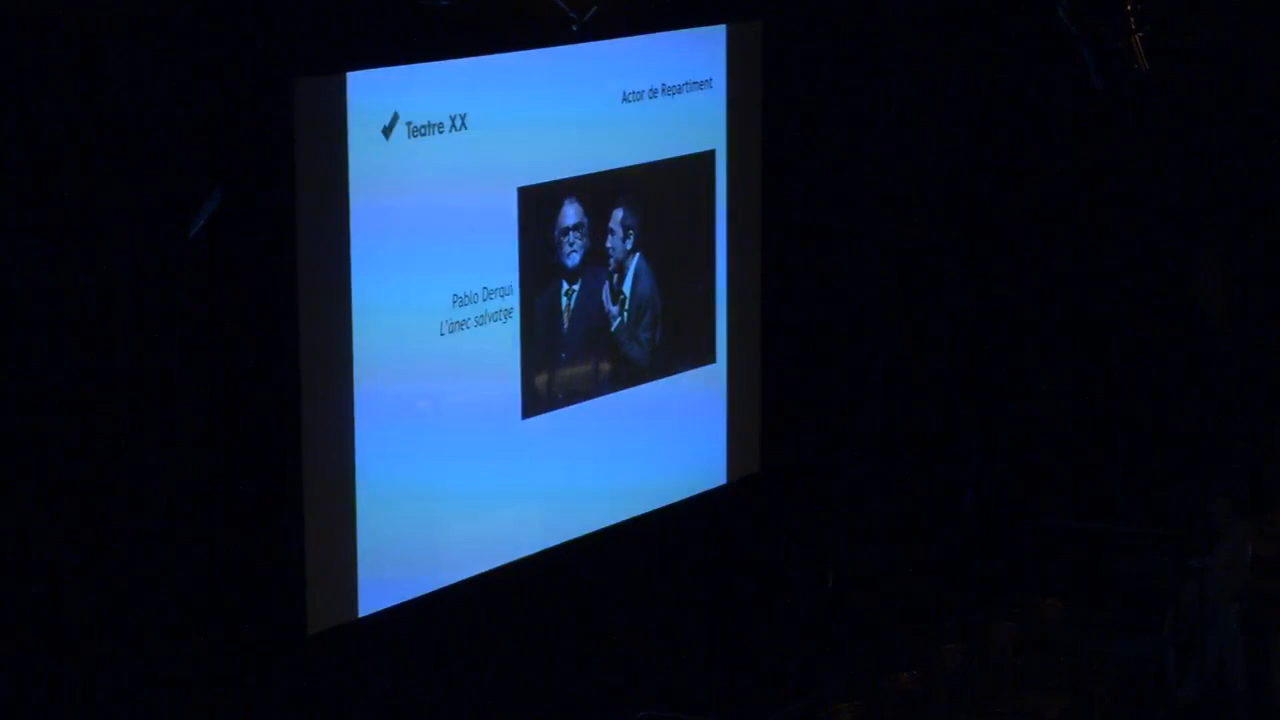 Actor de Repartiment
Teatre XX
Pablo Derqui
L'ànec salvatge